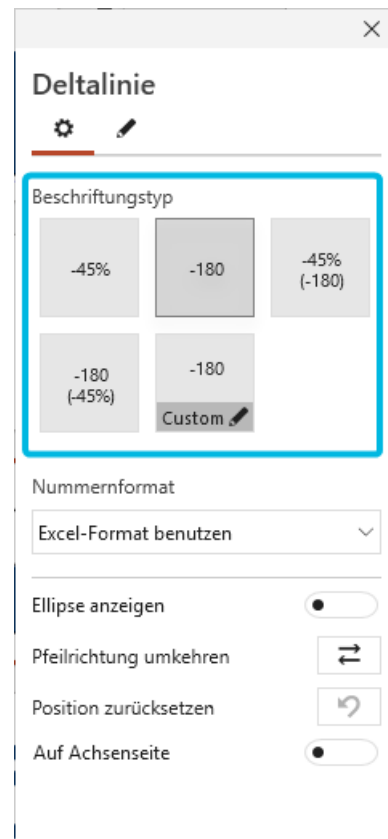 Deltalinie
Beschriftungstyp
-45%
-180
-45%
(-180)
-180
(-45%)
-180
Custom
Nummernformat
Excel-Format benutzen
Ellipse anzeigen
Pfeilrichtung umkehren
Position zurücksetzen
Auf Achsenseite